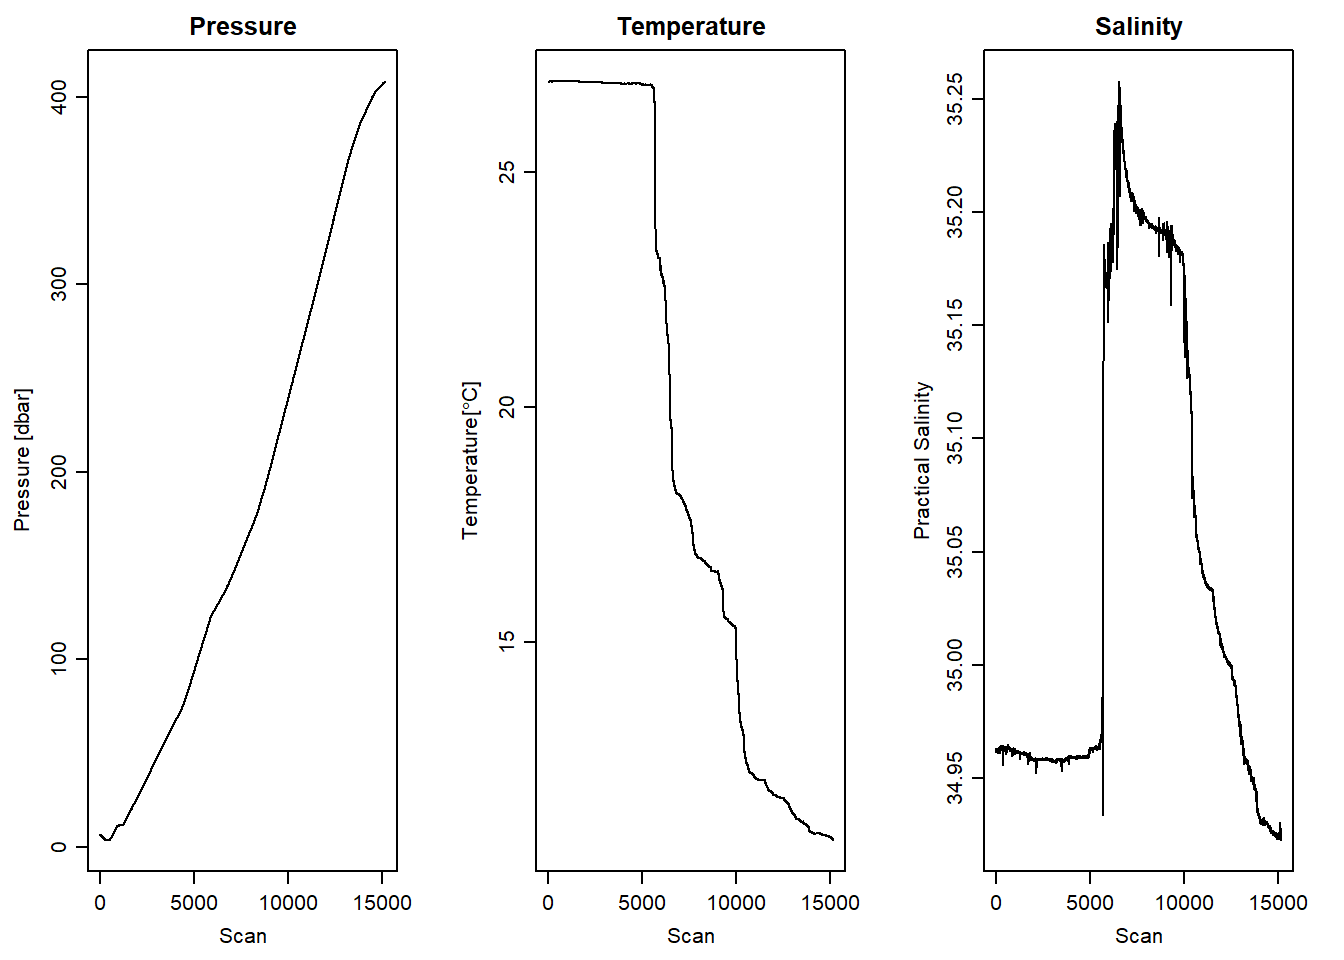 Pressure
Pressure [dbar]
400
300
200
100
0
0 5000 10000 15000
Scan
Temperature
Temperature[°C]
25
20
15
0 5000 10000 15000
Scan
Salinity
Practical Salinity
35.25
35.20
35.15
35.10
35.05
35.00
34.95
0 5000 10000 15000
Scan